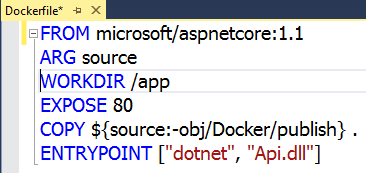 Dockerfile*
FROM microsoft/aspnetcore:1.1
ARG source
WORKDIR /app
EXPOSE 80
COPY ${source:-obj/Docker/publish} .
ENTRYPOINT ["dotnet", "Api.dll"]